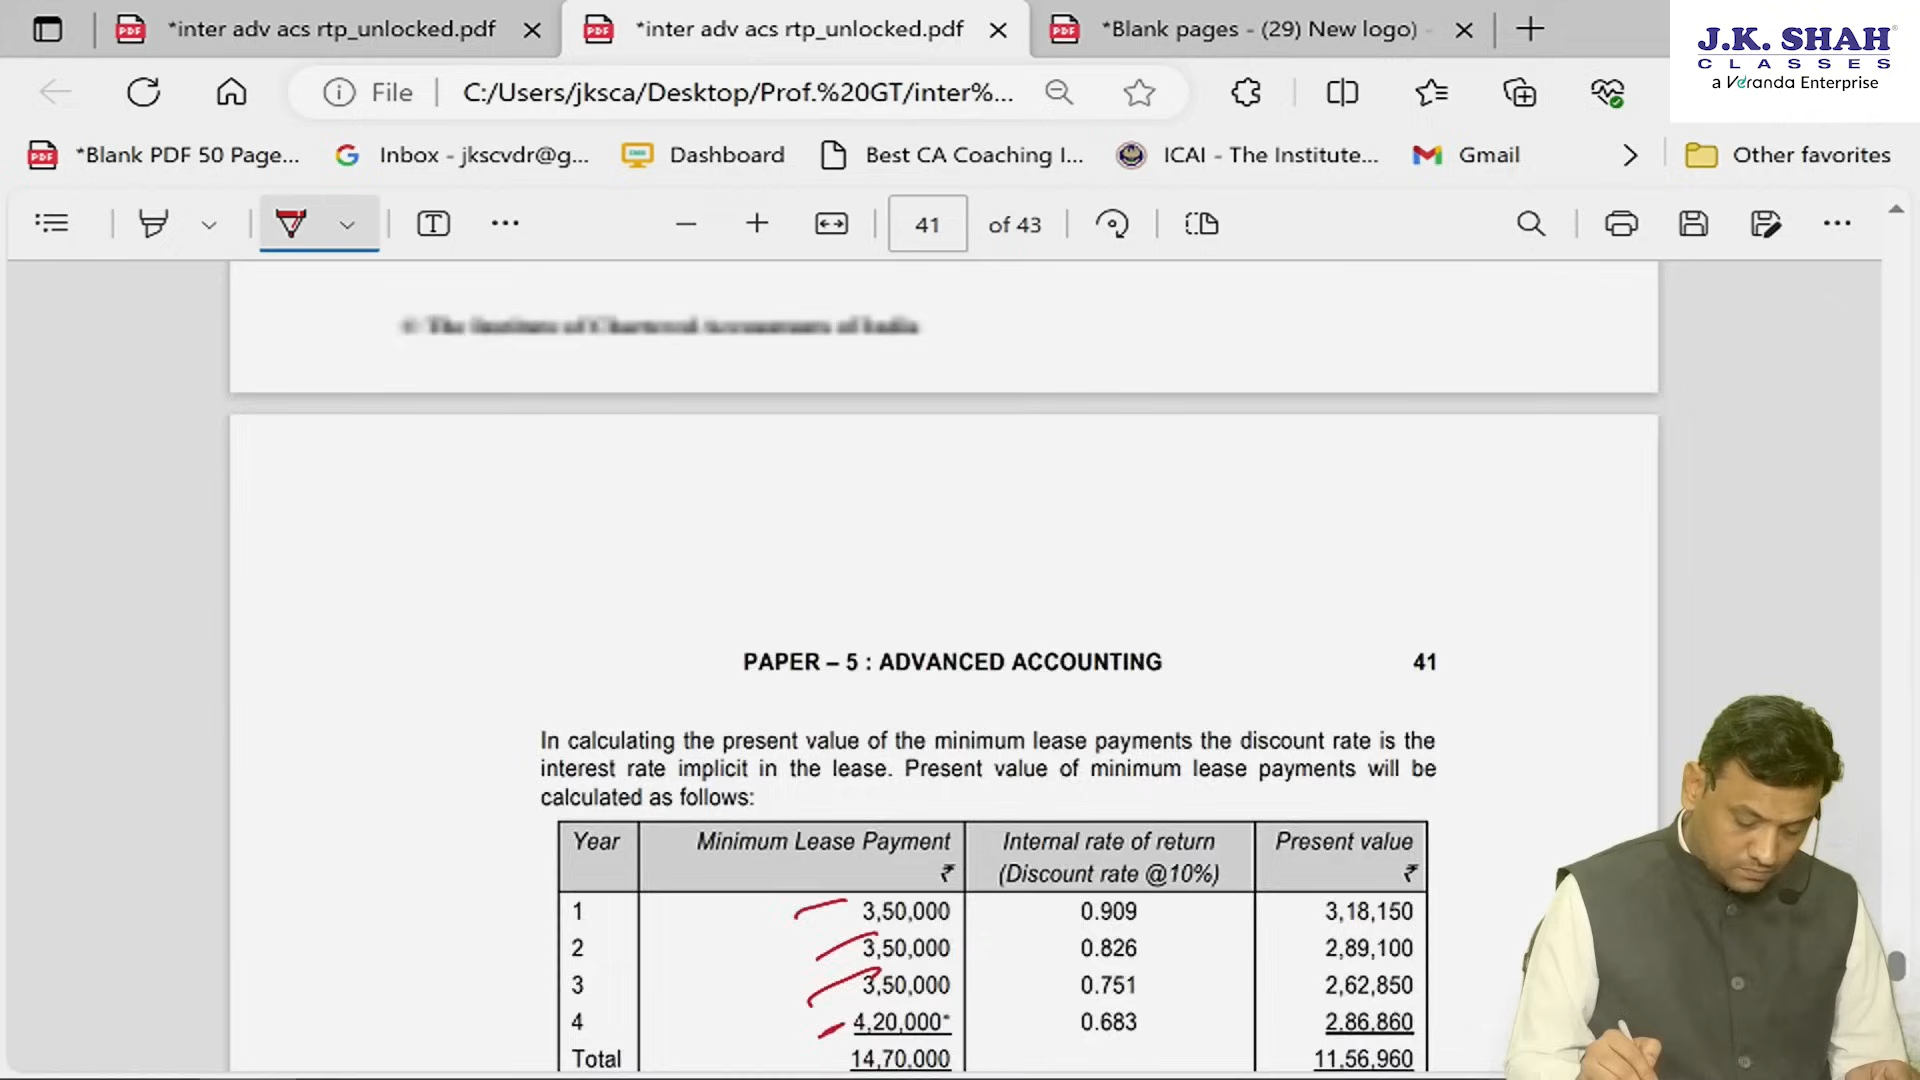 *inter adv acs rtp_unlocked.pdf
*inter adv acs rtp_unlocked.pdf
*Blank pages - (29) New logo)
J.K. SHAH
CLASSES
a Veranda Enterprise
File
C:/Users/jksca/Desktop/Prof.%20GT/inter%...
*Blank PDF 50 Page...
Inbox - jkscvdr@g...
Dashboard
Best CA Coaching I...
ICAI - The Institute...
Gmail
Other favorites
41 of 43
© The Institute of Chartered Accountants of India
PAPER – 5 : ADVANCED ACCOUNTING 41
In calculating the present value of the minimum lease payments the discount rate is the
interest rate implicit in the lease. Present value of minimum lease payments will be
calculated as follows:
Year Minimum Lease Payment ₹ Internal rate of return (Discount rate @10%) Present value ₹
1 3,50,000 0.909 3,18,150
2 3,50,000 0.826 2,89,100
3 3,50,000 0.751 2,62,850
4 4,20,000* 0.683 2.86,860
Total 14,70,000 11,56,960